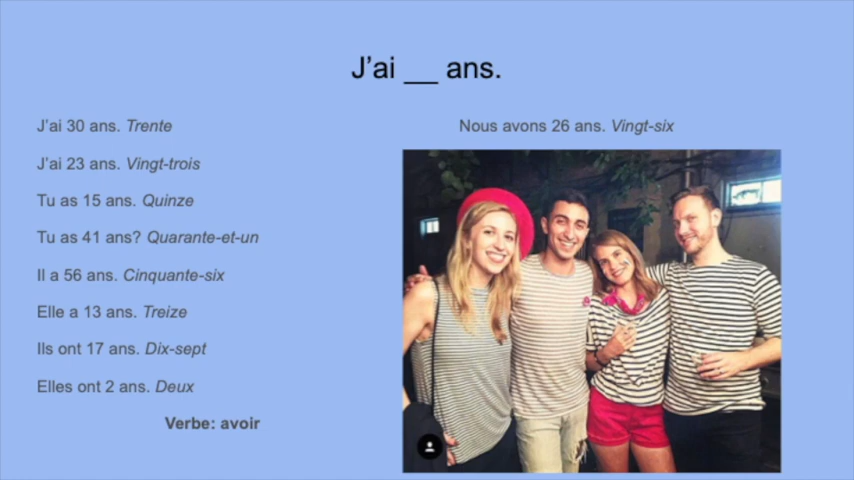 J'ai __ ans.
J'ai 30 ans. Trente
J'ai 23 ans. Vingt-trois
Tu as 15 ans. Quinze
Tu as 41 ans? Quarante-et-un
Il a 56 ans. Cinquante-six
Elle a 13 ans. Treize
Ils ont 17 ans. Dix-sept
Elles ont 2 ans. Deux
Verbe: avoir
Nous avons 26 ans. Vingt-six